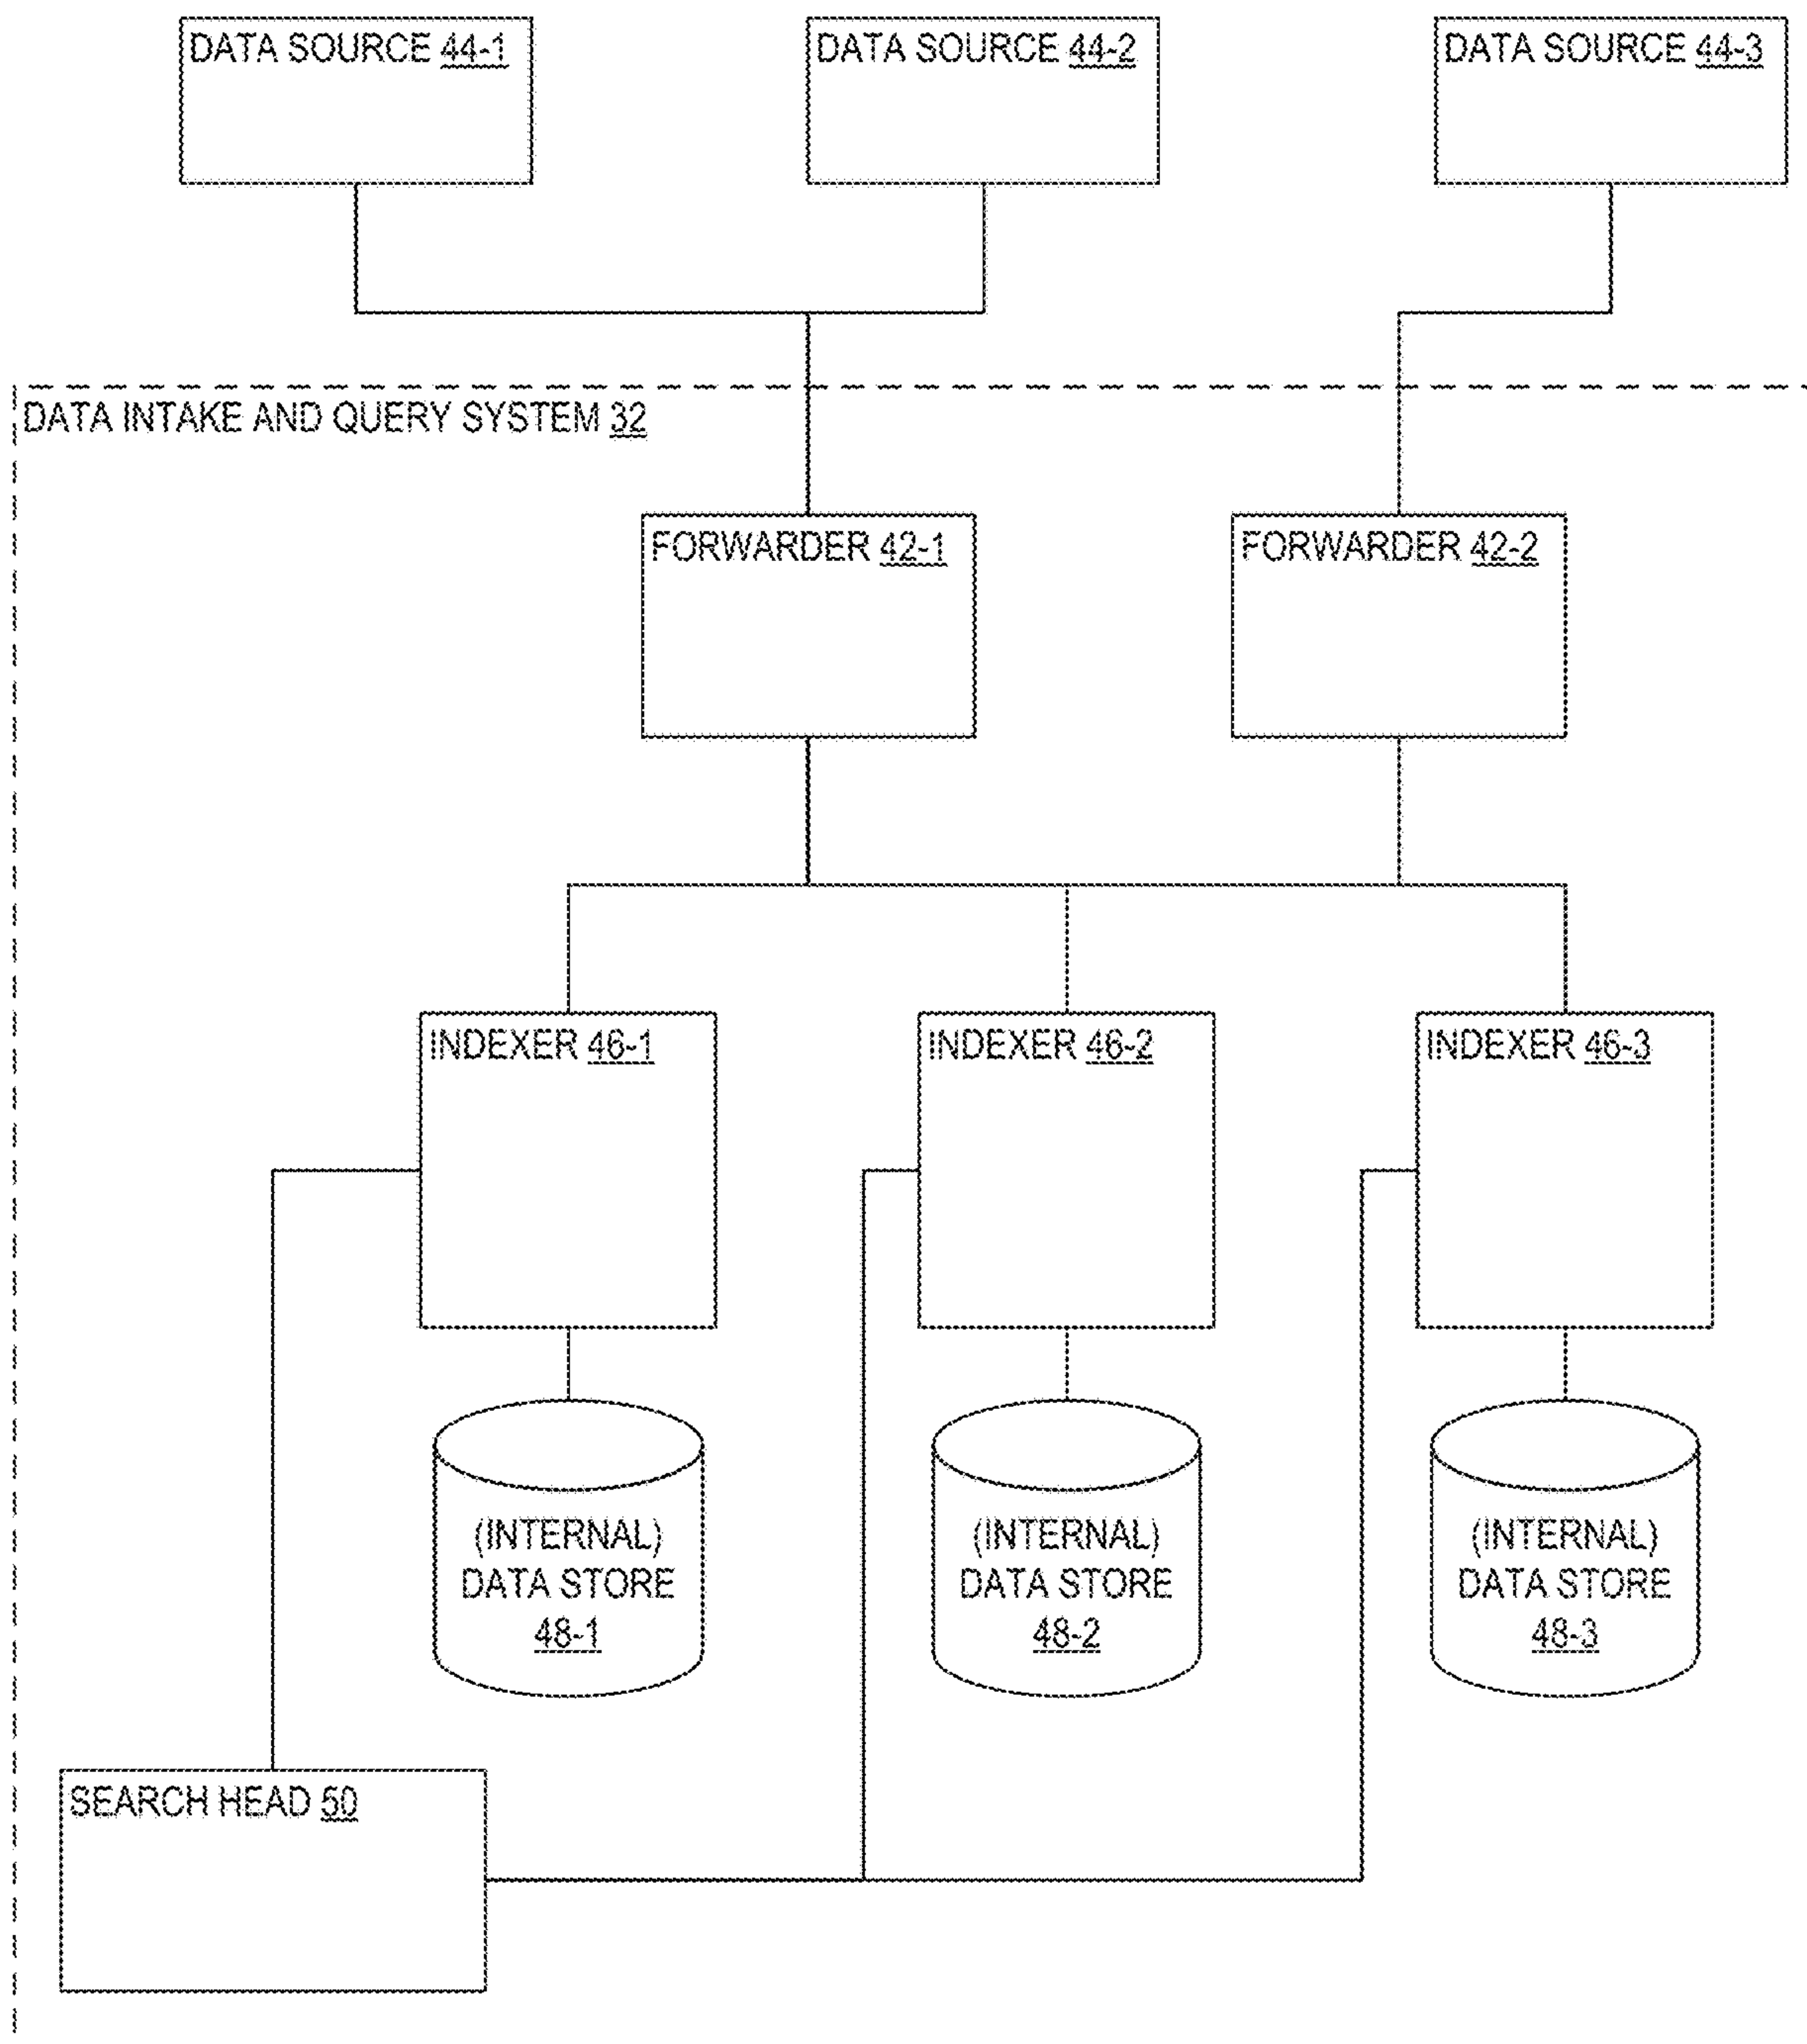 DATA SOURCE 44-1
DATA SOURCE 44-2
DATA SOURCE 44-3
DATA INTAKE AND QUERY SYSTEM 32
FORWARDER 42-1
FORWARDER 42-2
INDEXER 46-1
INDEXER 46-2
INDEXER 46-3
(INTERNAL)
DATA STORE
48-1
(INTERNAL)
DATA STORE
48-2
(INTERNAL)
DATA STORE
48-3
SEARCH HEAD 50